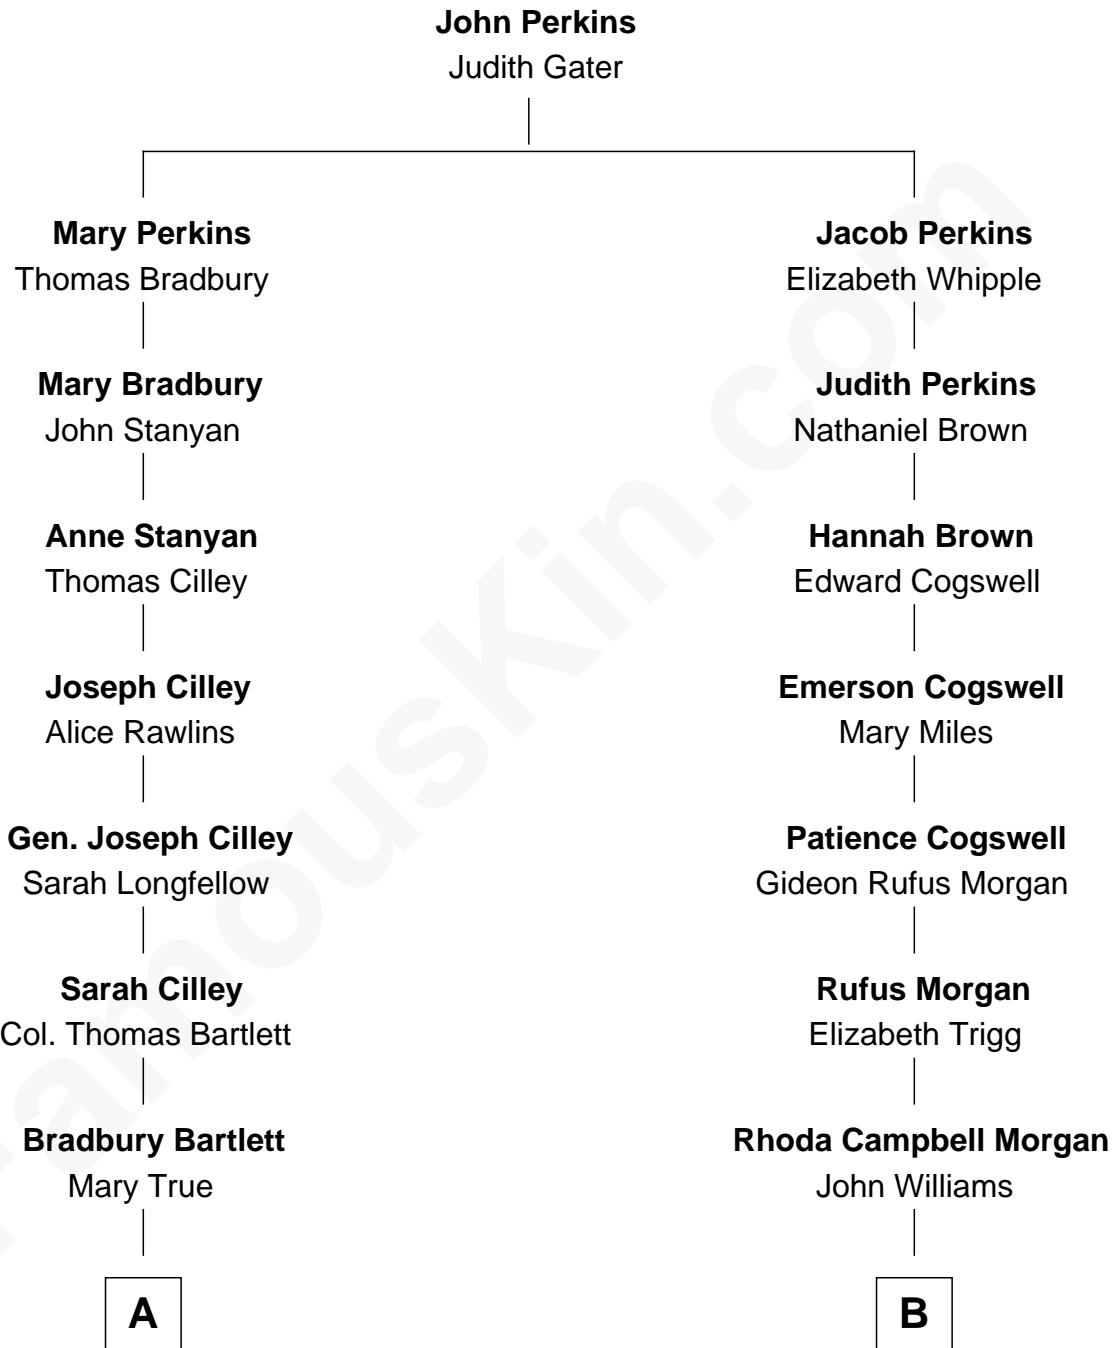 John Perkins
Judith Gater
Mary Perkins
Thomas Bradbury
Jacob Perkins
Elizabeth Whipple
Mary Bradbury
John Stanyan
Judith Perkins
Nathaniel Brown
Anne Stanyan
Thomas Cilley
Hannah Brown
Edward Cogswell
Joseph Cilley
Alice Rawlins
Emerson Cogswell
Mary Miles
Gen. Joseph Cilley
Sarah Longfellow
Patience Cogswell
Gideon Rufus Morgan
Sarah Cilley
Col. Thomas Bartlett
Rufus Morgan
Elizabeth Trigg
Bradbury Bartlett
Mary True
Rhoda Campbell Morgan
John Williams
A
B
FamousKin.com